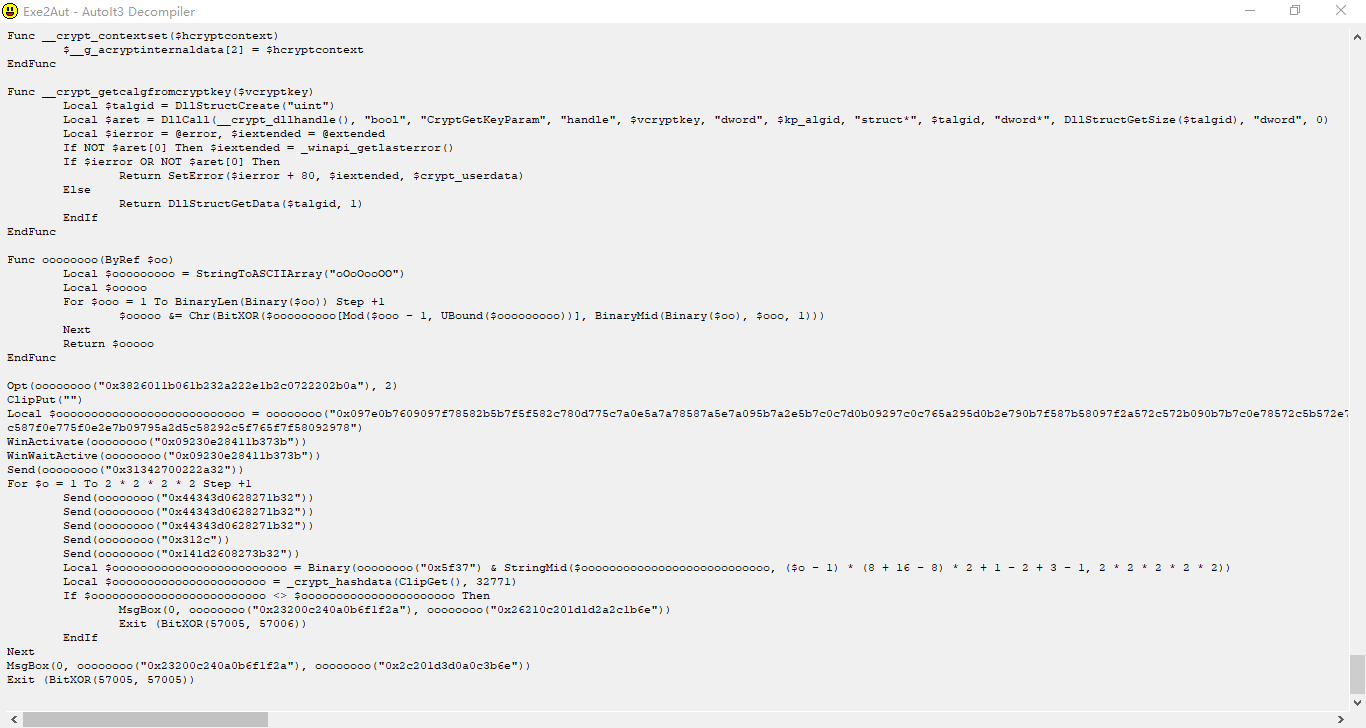 Exe2Aut - AutoIt3 Decompiler
Func __crypt_contextset($hcryptcontext)
$__g_acryptinternaldata[2] = $hcryptcontext
EndFunc
Func __crypt_getcalgfromcryptkey($vcryptkey)
Local $talgid = DllStructCreate("uint")
Local $aret = DllCall(__crypt_dllhandle(), "bool", "CryptGetKeyParam", "handle", $vcryptkey, "dword", $kp_algid, "struct*", $talgid, "dword*", DllStructGetSize($talgid), "dword", 0)
Local $ierror = @error, $iextended = @extended
If NOT $aret[0] Then $iextended = _winapi_getlasterror()
If $ierror OR NOT $aret[0] Then
Return SetError($ierror + 80, $iextended, $crypt_userdata)
Else
Return DllStructGetData($talgid, 1)
EndIf
EndFunc
Func oooooooo(ByRef $oo)
Local $ooooooooo = StringToASCIIArray("oOoOooOO")
Local $ooooo
For $ooo = 1 To BinaryLen(Binary($oo)) Step +1
$ooooo &= Chr(BitXOR($ooooooooo[Mod($ooo - 1, UBound($ooooooooo))], BinaryMid(Binary($oo), $ooo, 1)))
Next
Return $ooooo
EndFunc
Opt(oooooooo("0x3826011b061b232a222e1b2c0722202b0a"), 2)
ClipPut("")
Local $ooooooooooooooooooooooooooo = oooooooo("0x097e0b7609097f78582b5b7f5f582c780d775c7a0e5a7a78587a5e7a095b7a2e5b7c0c7d0b09297c0c765a295d0b2e790b7f587b58097f2a572c572b090b7b7c0e78572c5b572e7
c587f0e775f0e2e7b09795a2d5c58292c5f765f7f58092978")
WinActivate(oooooooo("0x09230e28411b373b"))
WinWaitActive(oooooooo("0x09230e28411b373b"))
Send(oooooooo("0x31342700222a32"))
For $o = 1 To 2 * 2 * 2 * 2 Step +1
Send(oooooooo("0x44343d0628271b32"))
Send(oooooooo("0x44343d0628271b32"))
Send(oooooooo("0x44343d0628271b32"))
Send(oooooooo("0x312c"))
Send(oooooooo("0x141d2608273b32"))
Local $ooooooooooooooooooooooooo = Binary(oooooooo("0x5f37") & StringMid($ooooooooooooooooooooooooooo, ($o - 1) * (8 + 16 - 8) * 2 + 1 - 2 + 3 - 1, 2 * 2 * 2 * 2 * 2))
Local $oooooooooooooooooooooo = _crypt_hashdata(ClipGet(), 32771)
If $ooooooooooooooooooooooooo <> $oooooooooooooooooooooo Then
MsgBox(0, oooooooo("0x23200c240a0b6f1f2a"), oooooooo("0x26210c201d1d2a2c1b6e"))
Exit (BitXOR(57005, 57006))
EndIf
Next
MsgBox(0, oooooooo("0x23200c240a0b6f1f2a"), oooooooo("0x2c201d3d0a0c3b6e"))
Exit (BitXOR(57005, 57005))